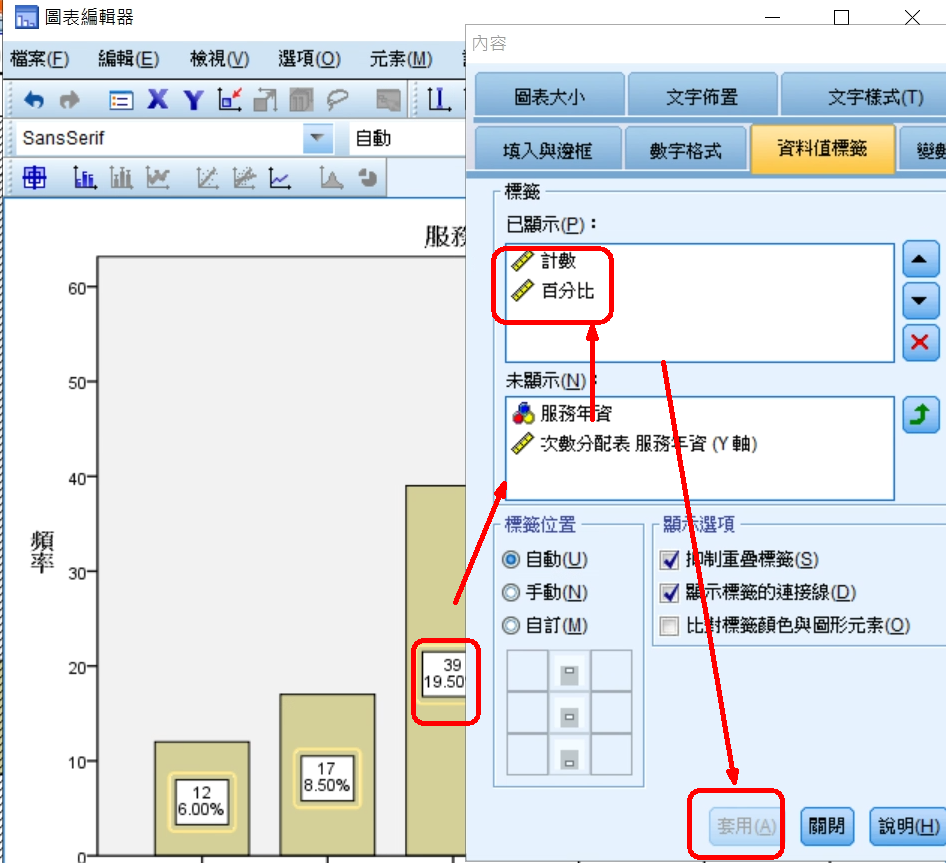 圖表編輯器
檔案(F) 編輯(E) 檢視(V) 選項(O) 元素(M)
X Y
SansSerif 自動
服務
60
50
40
30
20
10
0
頻率
39
19.50
17
8.50%
12
6.00%
內容
圖表大小 文字佈置 文字樣式(T)
填入與邊框 數字格式 資料值標籤 變數
標籤
已顯示(P)：
計數
百分比
未顯示(N)：
服務年資
次數分配表 服務年資 (Y 軸)
標籤位置
自動(U)
手動(N)
自訂(M)
顯示選項
抑制重疊標籤(S)
顯示標籤的連接線(D)
比對標籤顏色與圖形元素(O)
套用(A) 關閉 說明(H)